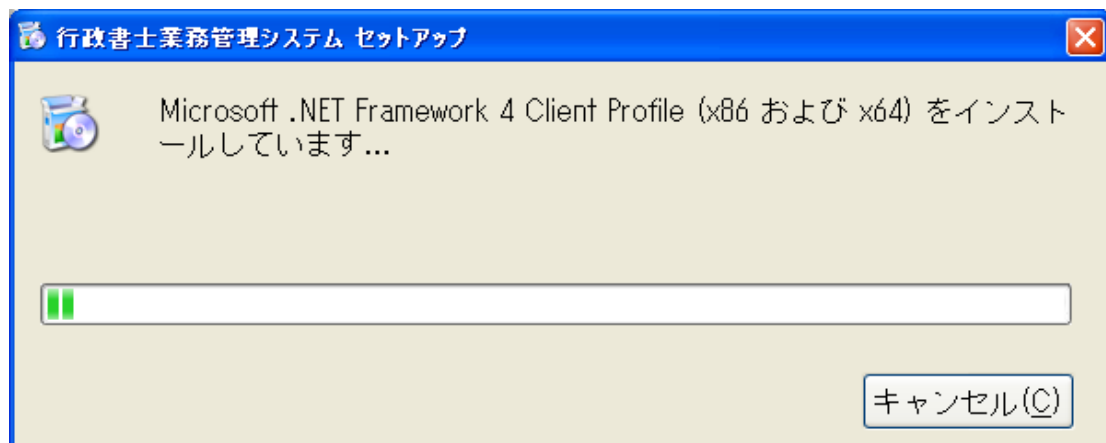 行政書士業務管理システム セットアップ
Microsoft .NET Framework 4 Client Profile (x86 および x64) をインスト
ールしています...
キャンセル(C)